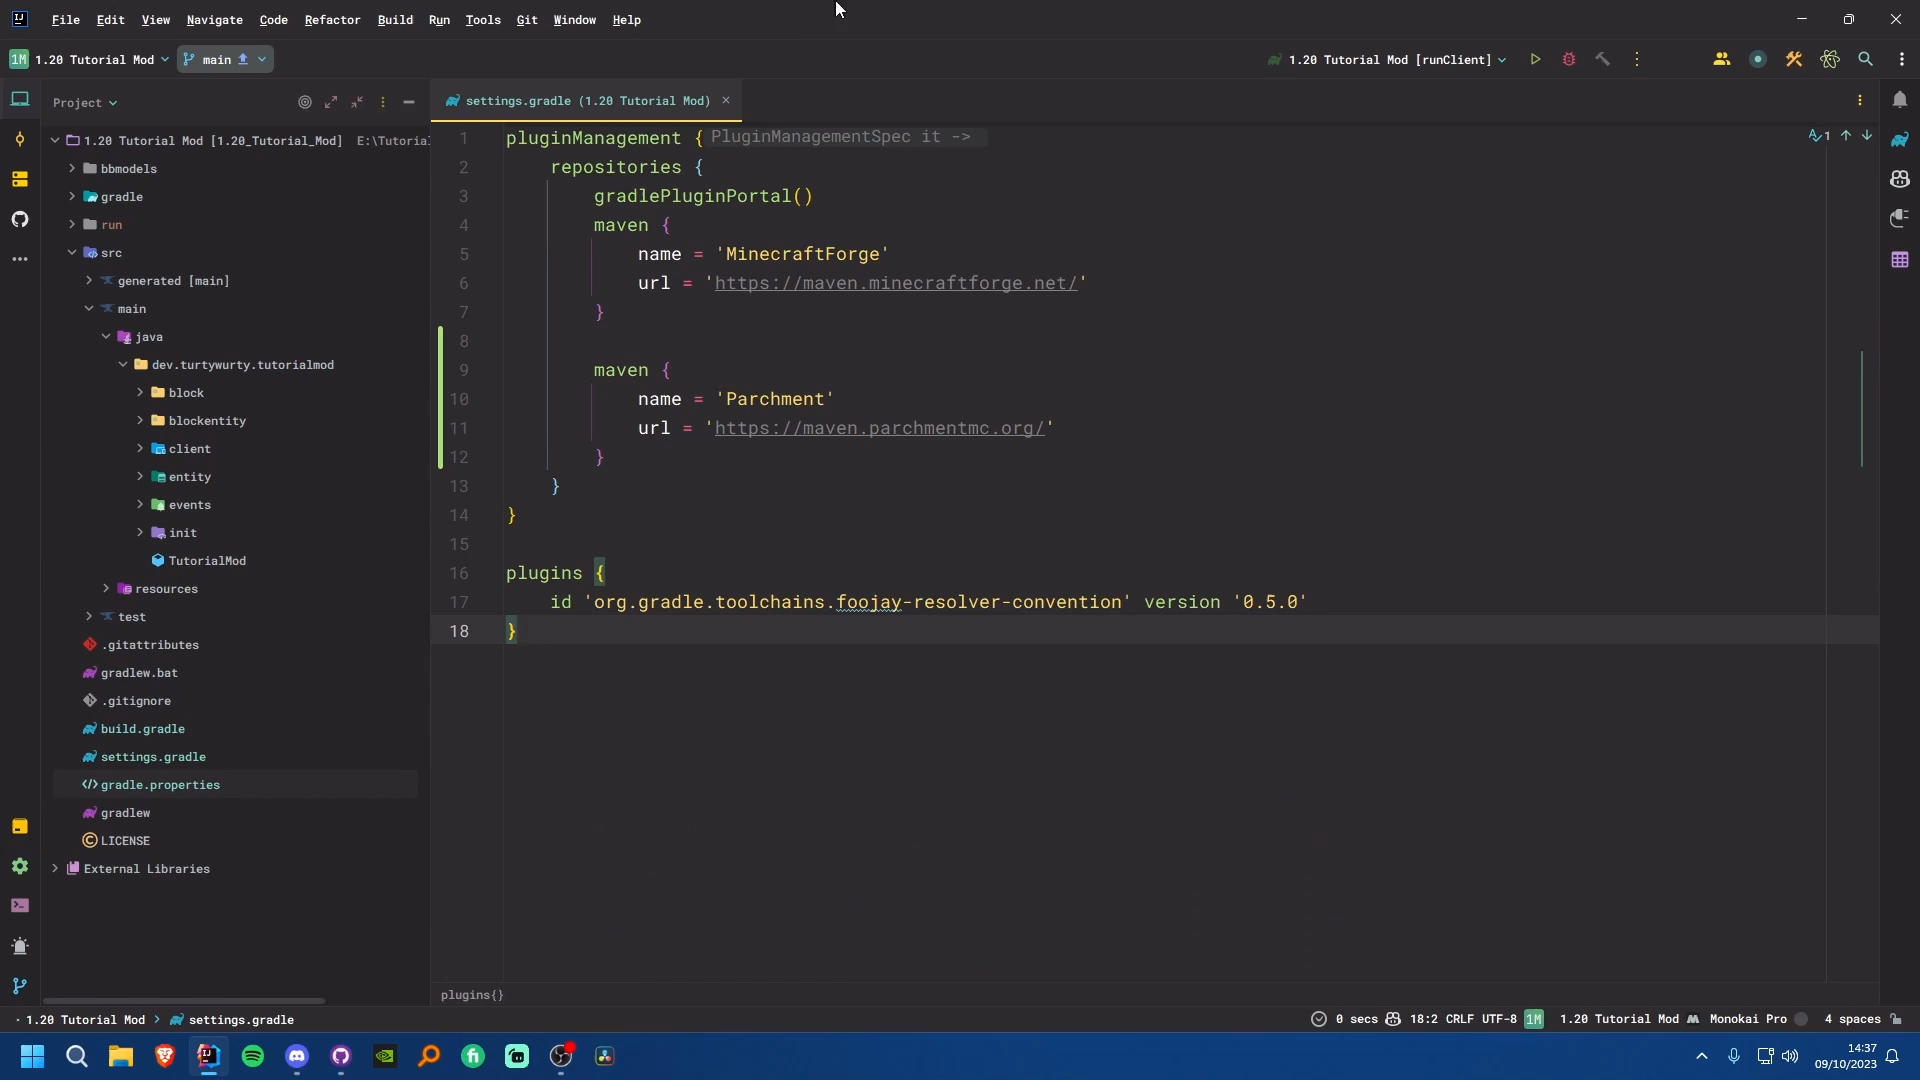 File Edit View Navigate Code Refactor Build Run Tools Git Window Help
1M 1.20 Tutorial Mod main 1.20 Tutorial Mod [runClient]
Project
settings.gradle (1.20 Tutorial Mod)
1.20 Tutorial Mod [1.20_Tutorial_Mod] E:\Tutoria
bbmodels
gradle
run
src
generated [main]
main
java
dev.turtywurty.tutorialmod
block
blockentity
client
entity
events
init
TutorialMod
resources
test
.gitattributes
gradlew.bat
.gitignore
build.gradle
settings.gradle
gradle.properties
gradlew
LICENSE
External Libraries
1 pluginManagement { PluginManagementSpec it ->
2 repositories {
3 gradlePluginPortal()
4 maven {
5 name = 'MinecraftForge'
6 url = 'https://maven.minecraftforge.net/'
7 }
8
9 maven {
10 name = 'Parchment'
11 url = 'https://maven.parchmentmc.org/'
12 }
13 }
14 }
15
16 plugins {
17 id 'org.gradle.toolchains.foojay-resolver-convention' version '0.5.0'
18 }
1
plugins{}
1.20 Tutorial Mod > settings.gradle
0 secs 18:2 CRLF UTF-8 1M 1.20 Tutorial Mod Monokai Pro 4 spaces
14:37
09/10/2023